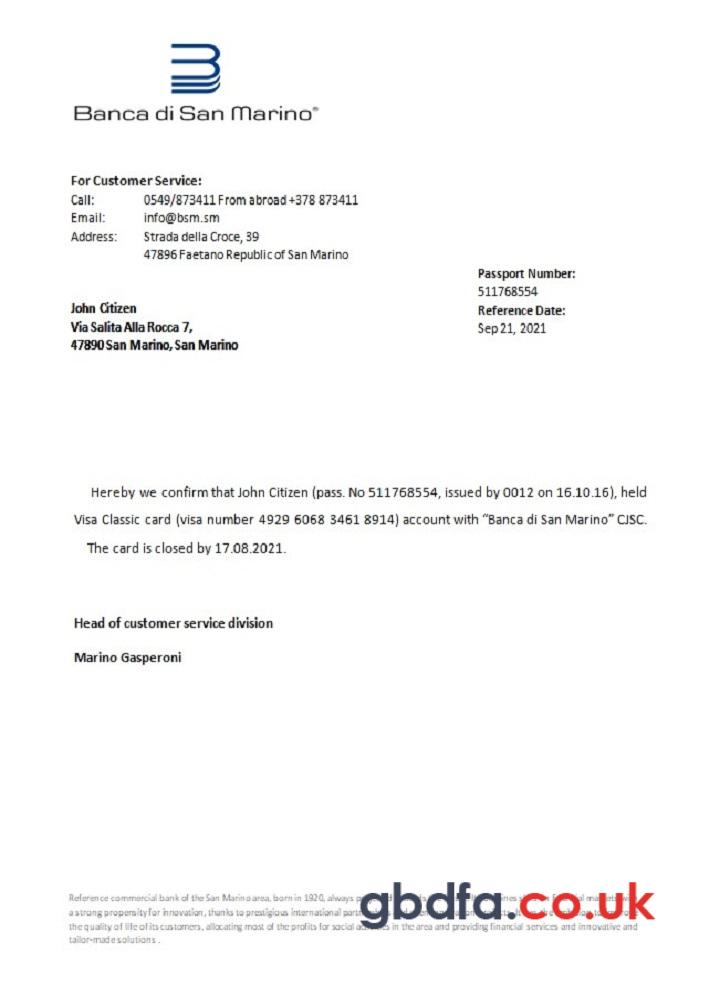 Banca di San Marino®
For Customer Service:
Call: 0549/873411 From abroad +378 873411
Email: info@bsm.sm
Address: Strada della Croce, 39
47896 Faetano Republic of San Marino
Passport Number:
511768554
Reference Date:
Sep 21, 2021
John Citizen
Via Salita Alla Rocca 7,
47890 San Marino, San Marino
Hereby we confirm that John Citizen (pass. No 511768554, issued by 0012 on 16.10.16), held
Visa Classic card (visa number 4929 6068 3461 8914) account with “Banca di San Marino” CJSC.
The card is closed by 17.08.2021.
Head of customer service division
Marino Gasperoni
Reference commercial bank of the San Marino area, born in 1920, always
a strong propensity for innovation, thanks to prestigious international
the quality of life of its customers, allocating most of the profits for social in the area and providing financial services and innovative and
tailor-made solutions .
gbdfa.co.uk